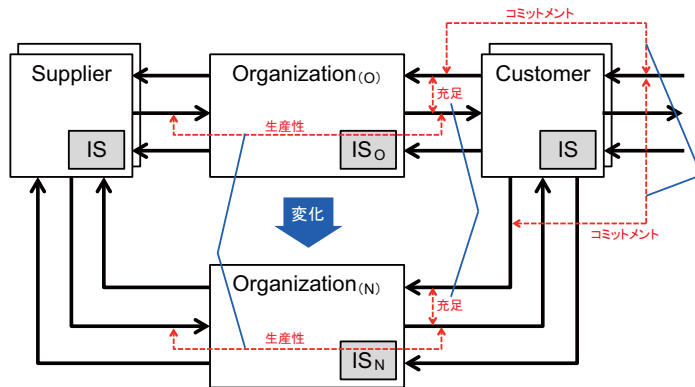 コミットメント
Supplier
Organization(O)
Customer
充足
生産性
IS
ISO
IS
変化
コミットメント
Organization(N)
充足
生産性
ISN